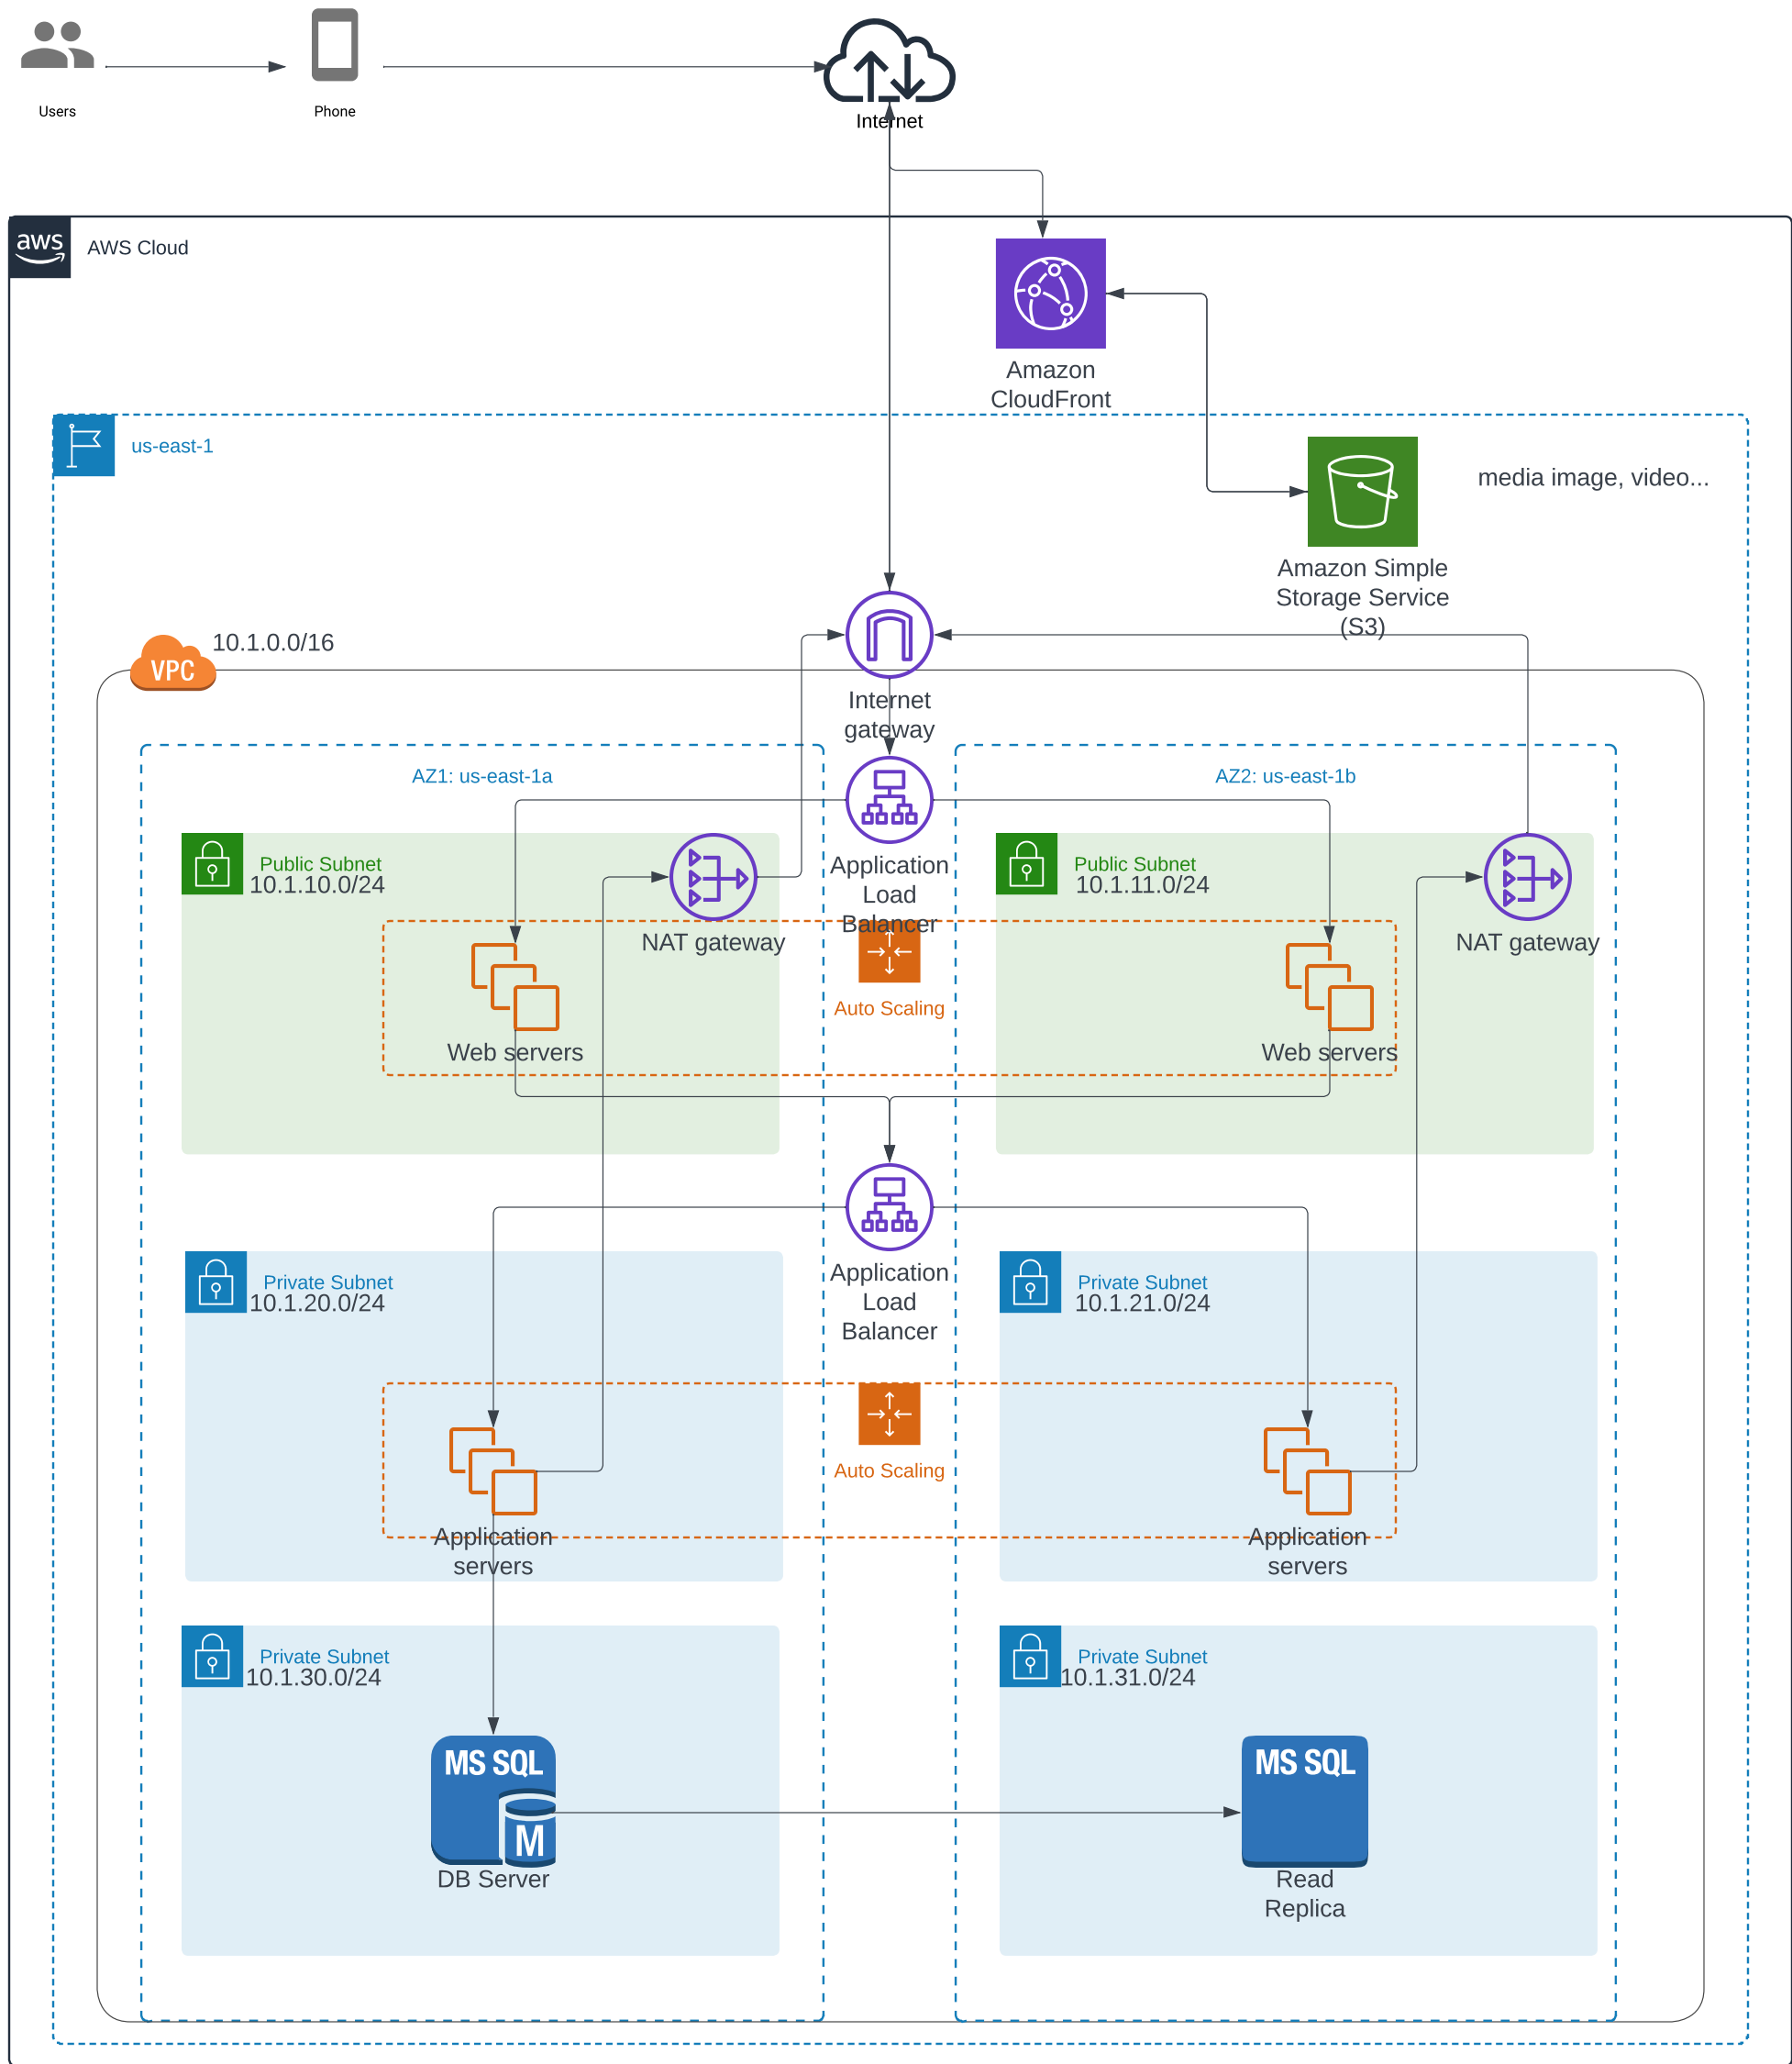 Users
Phone
Internet
aws
AWS Cloud
Amazon
CloudFront
us-east-1
media image, video...
Amazon Simple
Storage Service
(S3)
VPC
10.1.0.0/16
Internet
gateway
AZ1: us-east-1a
AZ2: us-east-1b
Public Subnet
10.1.10.0/24
Application
Load
Balancer
Public Subnet
10.1.11.0/24
NAT gateway
NAT gateway
Auto Scaling
Web servers
Web servers
Application
Load
Balancer
Private Subnet
10.1.20.0/24
Private Subnet
10.1.21.0/24
Auto Scaling
Application
servers
Application
servers
Private Subnet
10.1.30.0/24
Private Subnet
10.1.31.0/24
MS SQL
M
DB Server
MS SQL
Read
Replica